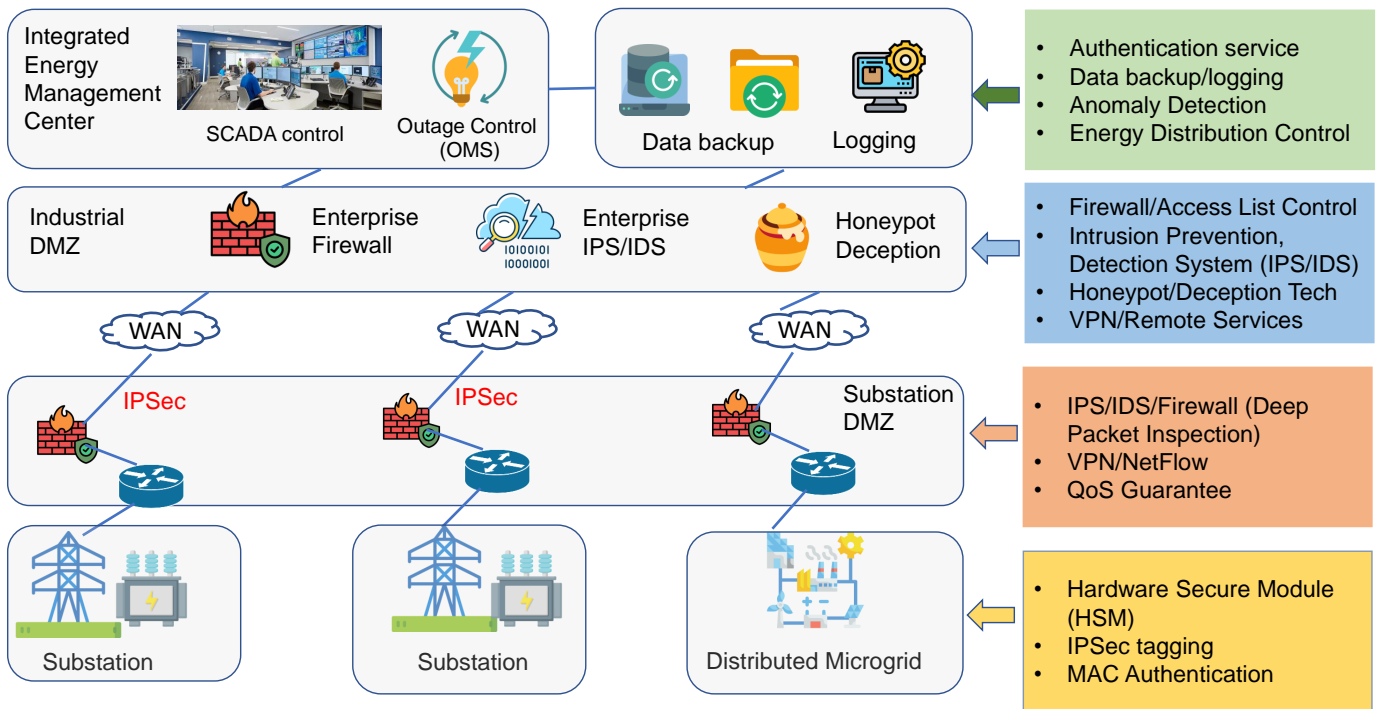 Integrated
Energy
Management
Center
SCADA control
Outage Control
(OMS)
Data backup
Logging
• Authentication service
• Data backup/logging
• Anomaly Detection
• Energy Distribution Control
Industrial
DMZ
Enterprise
Firewall
10100101
10001001
Enterprise
IPS/IDS
Honeypot
Deception
• Firewall/Access List Control
• Intrusion Prevention,
Detection System (IPS/IDS)
• Honeypot/Deception Tech
• VPN/Remote Services
WAN
WAN
WAN
IPSec
IPSec
Substation
DMZ
• IPS/IDS/Firewall (Deep
Packet Inspection)
• VPN/NetFlow
• QoS Guarantee
Substation
Substation
Distributed Microgrid
• Hardware Secure Module
(HSM)
• IPSec tagging
• MAC Authentication